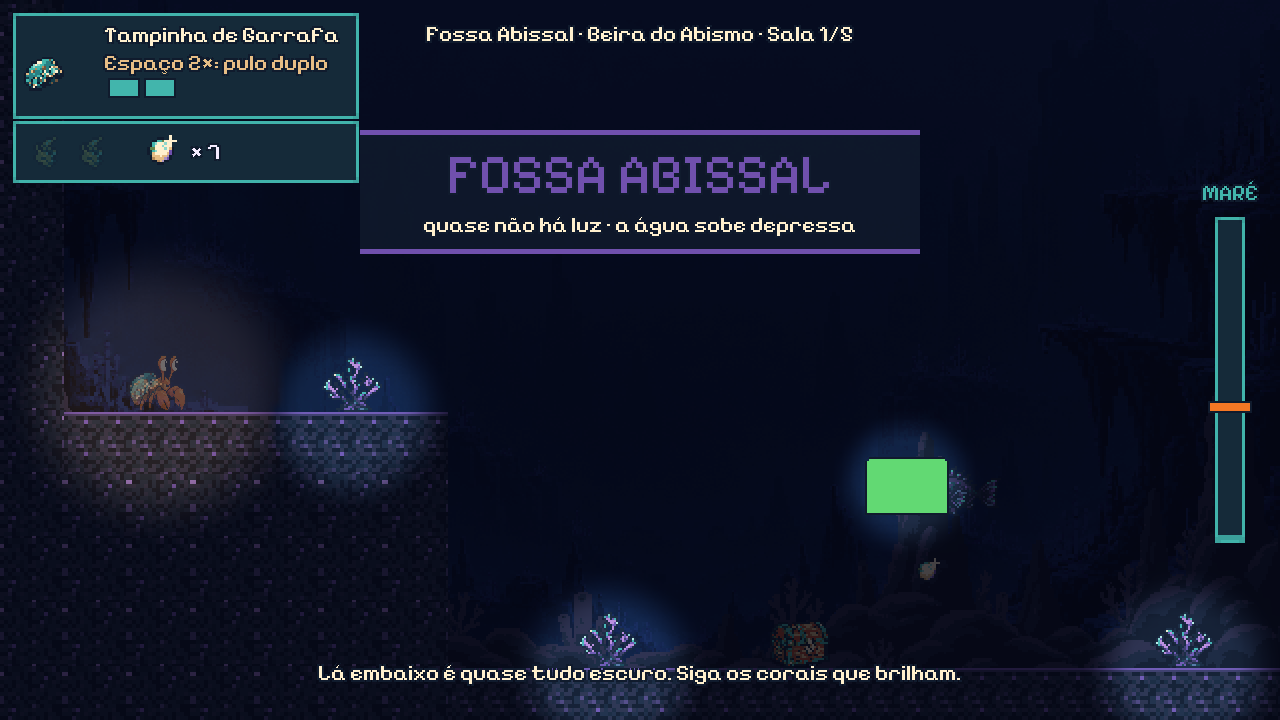 Tampinha de Garrafa
Espaço 2×: pulo duplo
× 7
Fossa Abissal · Beira do Abismo · Sala 1/8
FOSSA ABISSAL
quase não há luz · a água sobe depressa
MARÉ
Lá embaixo é quase tudo escuro. Siga os corais que brilham.